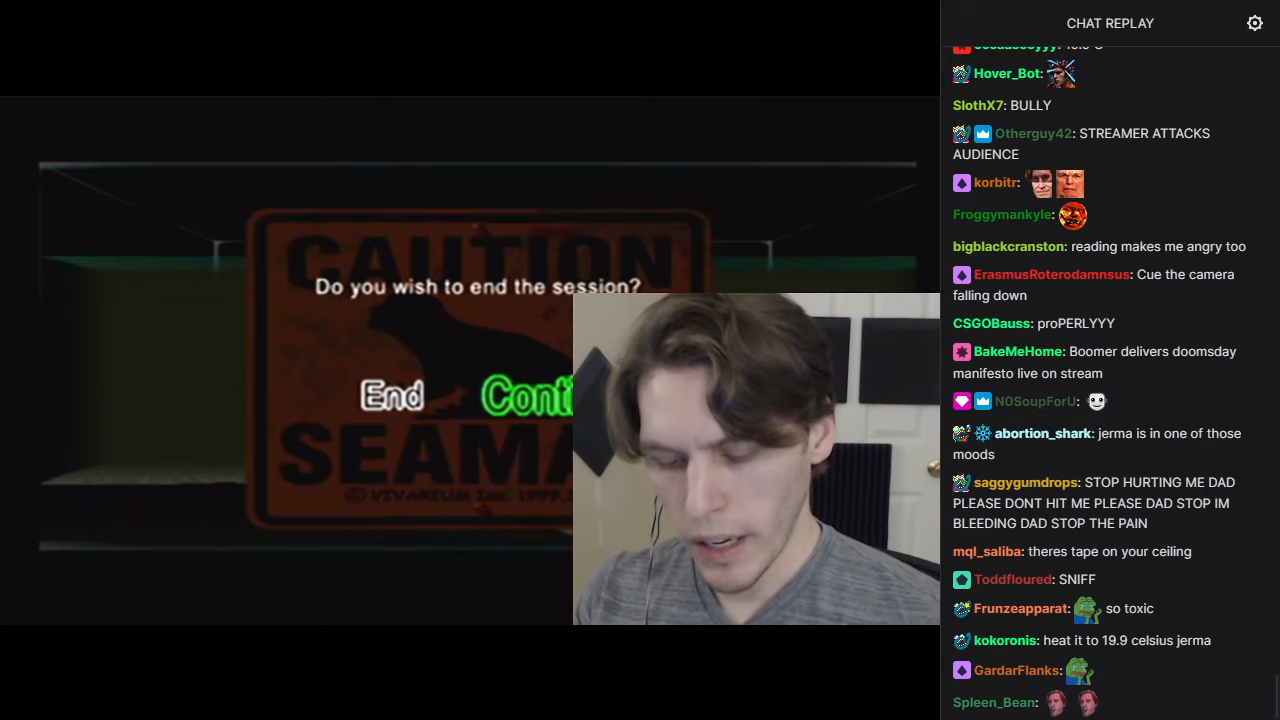 CHAT REPLAY
Hover_Bot:
SlothX7: BULLY
Otherguy42: STREAMER ATTACKS
AUDIENCE
korbitr:
Froggymankyle:
bigblackcranston: reading makes me angry too
ErasmusRoterodamnsus: Cue the camera
falling down
CSGOBauss: proPERLYYY
BakeMeHome: Boomer delivers doomsday
manifesto live on stream
N0SoupForU:
abortion_shark: jerma is in one of those
moods
saggygumdrops: STOP HURTING ME DAD
PLEASE DONT HIT ME PLEASE DAD STOP IM
BLEEDING DAD STOP THE PAIN
mql_saliba: theres tape on your ceiling
Toddfloured: SNIFF
Frunzeapparat: so toxic
kokoronis: heat it to 19.9 celsius jerma
GardarFlanks:
Spleen_Bean:
CAUTION
Do you wish to end the session?
End Conti
SEAMA
© VIVARIUM Inc. 1999,